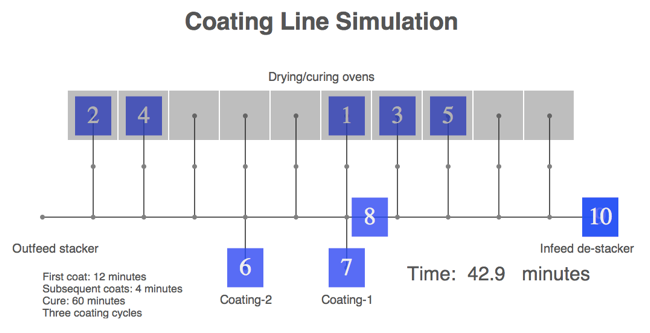 Coating Line Simulation
Drying/curing ovens
2 4 1 3 5
8 10
Outfeed stacker Infeed de-stacker
6 7
Time: 42.9 minutes
First coat: 12 minutes
Subsequent coats: 4 minutes
Cure: 60 minutes
Three coating cycles
Coating-2 Coating-1